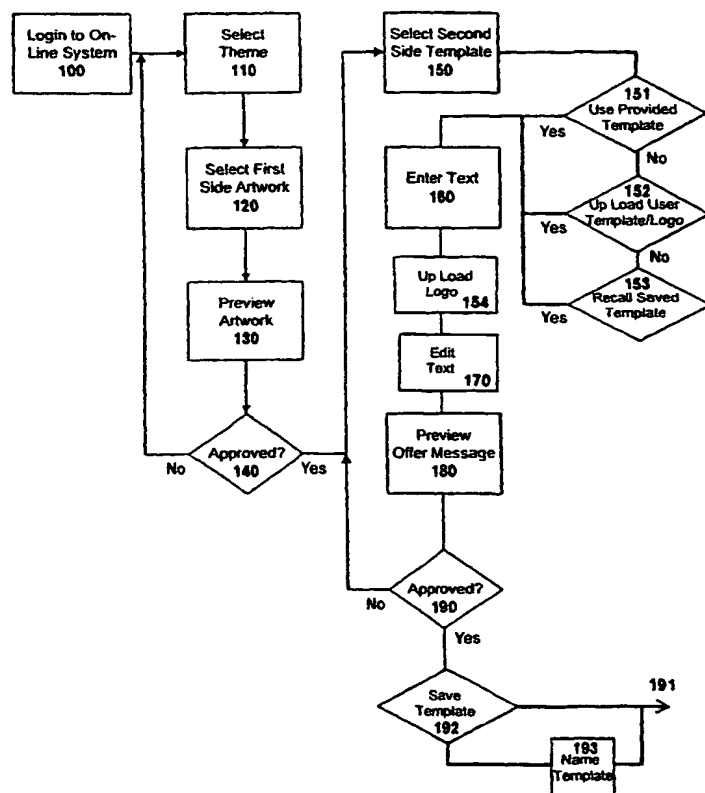 Login to On-
Line System
100
Select
Theme
110
Select First
Side Artwork
120
Preview
Artwork
130
Approved?
140
No
Yes
Select Second
Side Template
150
151
Use Provided
Template
Yes
No
152
Up Load User
Template/Logo
Yes
No
153
Recall Saved
Template
Yes
Enter Text
160
Up Load
Logo
154
Edit
Text
170
Preview
Offer Message
180
Approved?
190
No
Yes
Save
Template
192
191
193
Name
Template